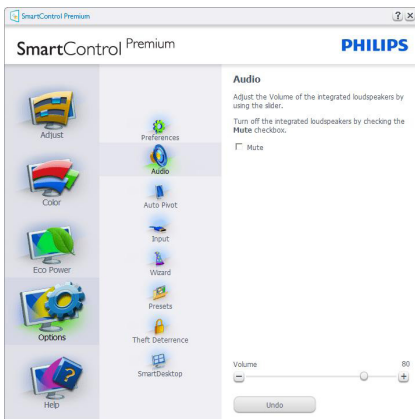 SmartControl Premium
SmartControl Premium
PHILIPS
Adjust
Color
Eco Power
Options
Help
Preferences
Audio
Auto Pivot
Input
Wizard
Presets
Theft Deterrence
SmartDesktop
Audio
Adjust the Volume of the integrated loudspeakers by
using the slider.
Turn off the integrated loudspeakers by checking the
Mute checkbox.
Mute
Volume 80
Undo